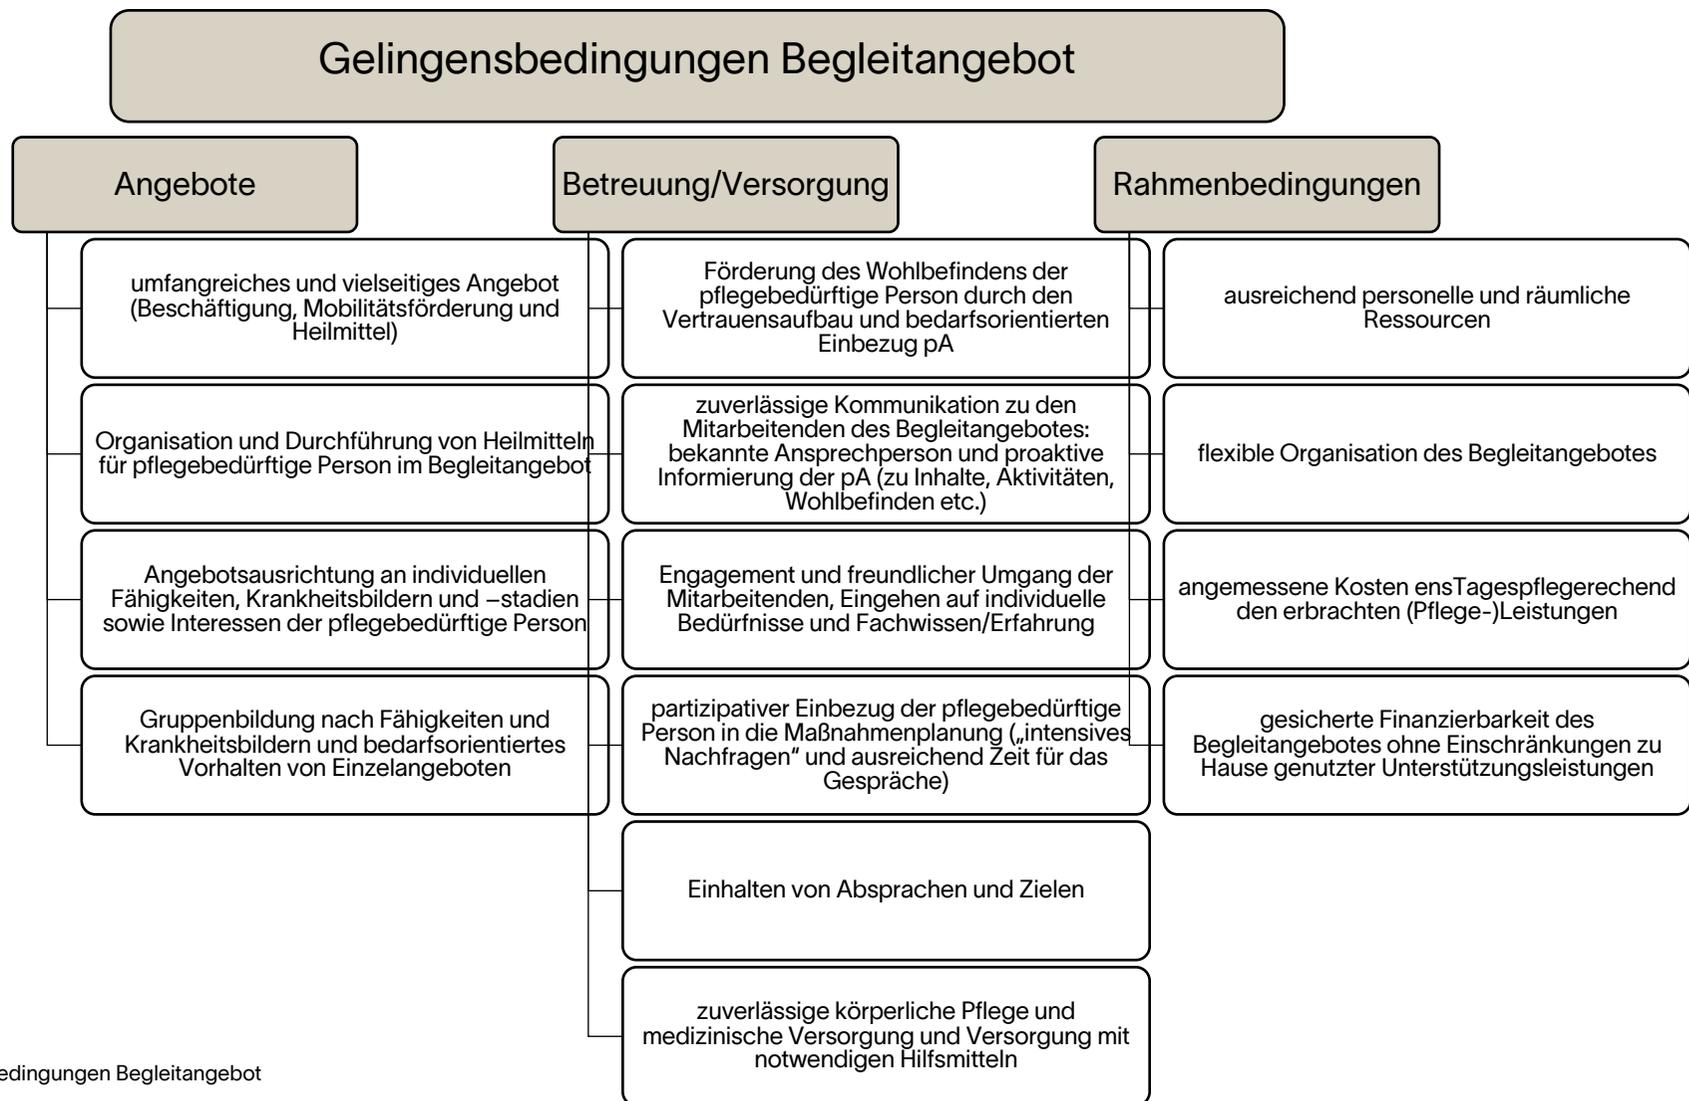 Gelingensbedingungen Begleitangebot
Angebote
umfangreiches und vielseitiges Angebot
(Beschäftigung, Mobilitätsförderung und
Heilmittel)
Organisation und Durchführung von Heilmitteln
für pflegebedürftige Person im Begleitangebot
Angebotsausrichtung an individuellen
Fähigkeiten, Krankheitsbildern und –stadien
sowie Interessen der pflegebedürftige Person
Gruppenbildung nach Fähigkeiten und
Krankheitsbildern und bedarfsorientiertes
Vorhalten von Einzelangeboten
Betreuung/Versorgung
Förderung des Wohlbefindens der
pflegebedürftige Person durch den
Vertrauensaufbau und bedarfsorientierten
Einbezug pA
zuverlässige Kommunikation zu den
Mitarbeitenden des Begleitangebotes:
bekannte Ansprechperson und proaktive
Informierung der pA (zu Inhalte, Aktivitäten,
Wohlbefinden etc.)
Engagement und freundlicher Umgang der
Mitarbeitenden, Eingehen auf individuelle
Bedürfnisse und Fachwissen/Erfahrung
partizipativer Einbezug der pflegebedürftige
Person in die Maßnahmenplanung („intensives
Nachfragen“ und ausreichend Zeit für das
Gespräche)
Einhalten von Absprachen und Zielen
zuverlässige körperliche Pflege und
medizinische Versorgung und Versorgung mit
notwendigen Hilfsmitteln
Rahmenbedingungen
ausreichend personelle und räumliche
Ressourcen
flexible Organisation des Begleitangebotes
angemessene Kosten ensTagespflegerechend
den erbrachten (Pflege-)Leistungen
gesicherte Finanzierbarkeit des
Begleitangebotes ohne Einschränkungen zu
Hause genutzter Unterstützungsleistungen
edingungen Begleitangebot